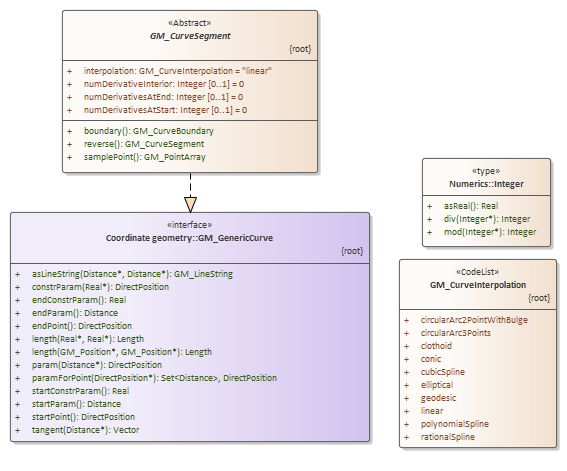 «Abstract»
GM_CurveSegment
{root}
+ interpolation: GM_CurveInterpolation = "linear"
+ numDerivativeInterior: Integer [0..1] = 0
+ numDerivativesAtEnd: Integer [0..1] = 0
+ numDerivativesAtStart: Integer [0..1] = 0
+ boundary(): GM_CurveBoundary
+ reverse(): GM_CurveSegment
+ samplePoint(): GM_PointArray
«interface»
Coordinate geometry::GM_GenericCurve
{root}
+ asLineString(Distance*, Distance*): GM_LineString
+ constrParam(Real*): DirectPosition
+ endConstrParam(): Real
+ endParam(): Distance
+ endPoint(): DirectPosition
+ length(Real*, Real*): Length
+ length(GM_Position*, GM_Position*): Length
+ param(Distance*): DirectPosition
+ paramForPoint(DirectPosition*): Set<Distance>, DirectPosition
+ startConstrParam(): Real
+ startParam(): Distance
+ startPoint(): DirectPosition
+ tangent(Distance*): Vector
«type»
Numerics::Integer
+ asReal(): Real
+ div(Integer*): Integer
+ mod(Integer*): Integer
«CodeList»
GM_CurveInterpolation
{root}
+ circularArc2PointWithBulge
+ circularArc3Points
+ clothoid
+ conic
+ cubicSpline
+ elliptical
+ geodesic
+ linear
+ polynomialSpline
+ rationalSpline